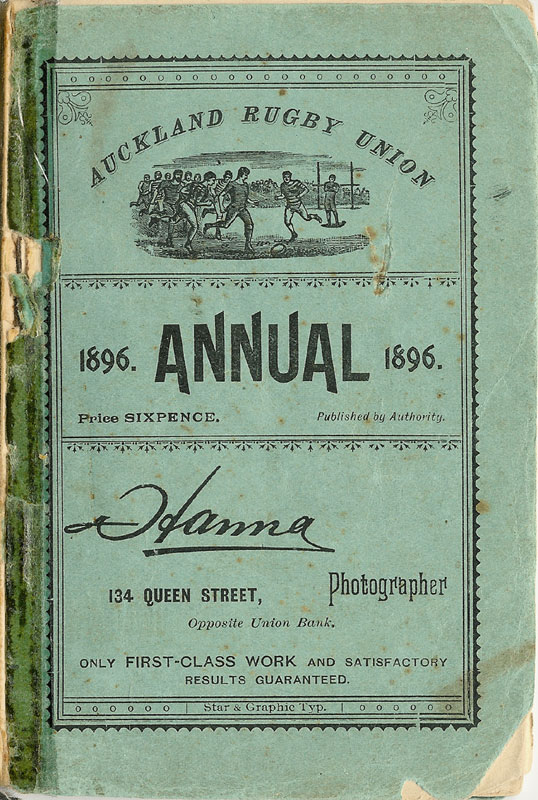 AUCKLAND RUGBY UNION
1896. ANNUAL 1896.
Price SIXPENCE. Published by Authority.
Hanna
134 QUEEN STREET, Photographer
Opposite Union Bank.
ONLY FIRST-CLASS WORK AND SATISFACTORY
RESULTS GUARANTEED.
Star & Graphic Typ.